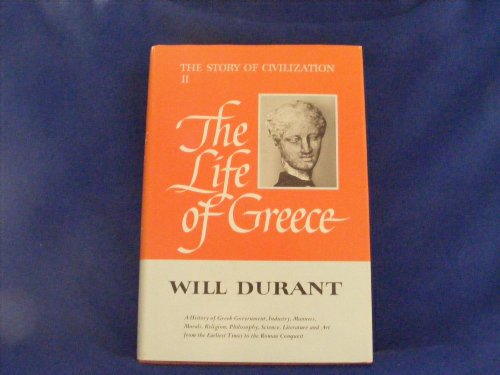 THE STORY OF CIVILIZATION
II
The
Life
of Greece
WILL DURANT
A History of Greek Government, Industry, Manners,
Morals, Religion, Philosophy, Science, Literature and Art
from the Earliest Times to the Roman Conquest